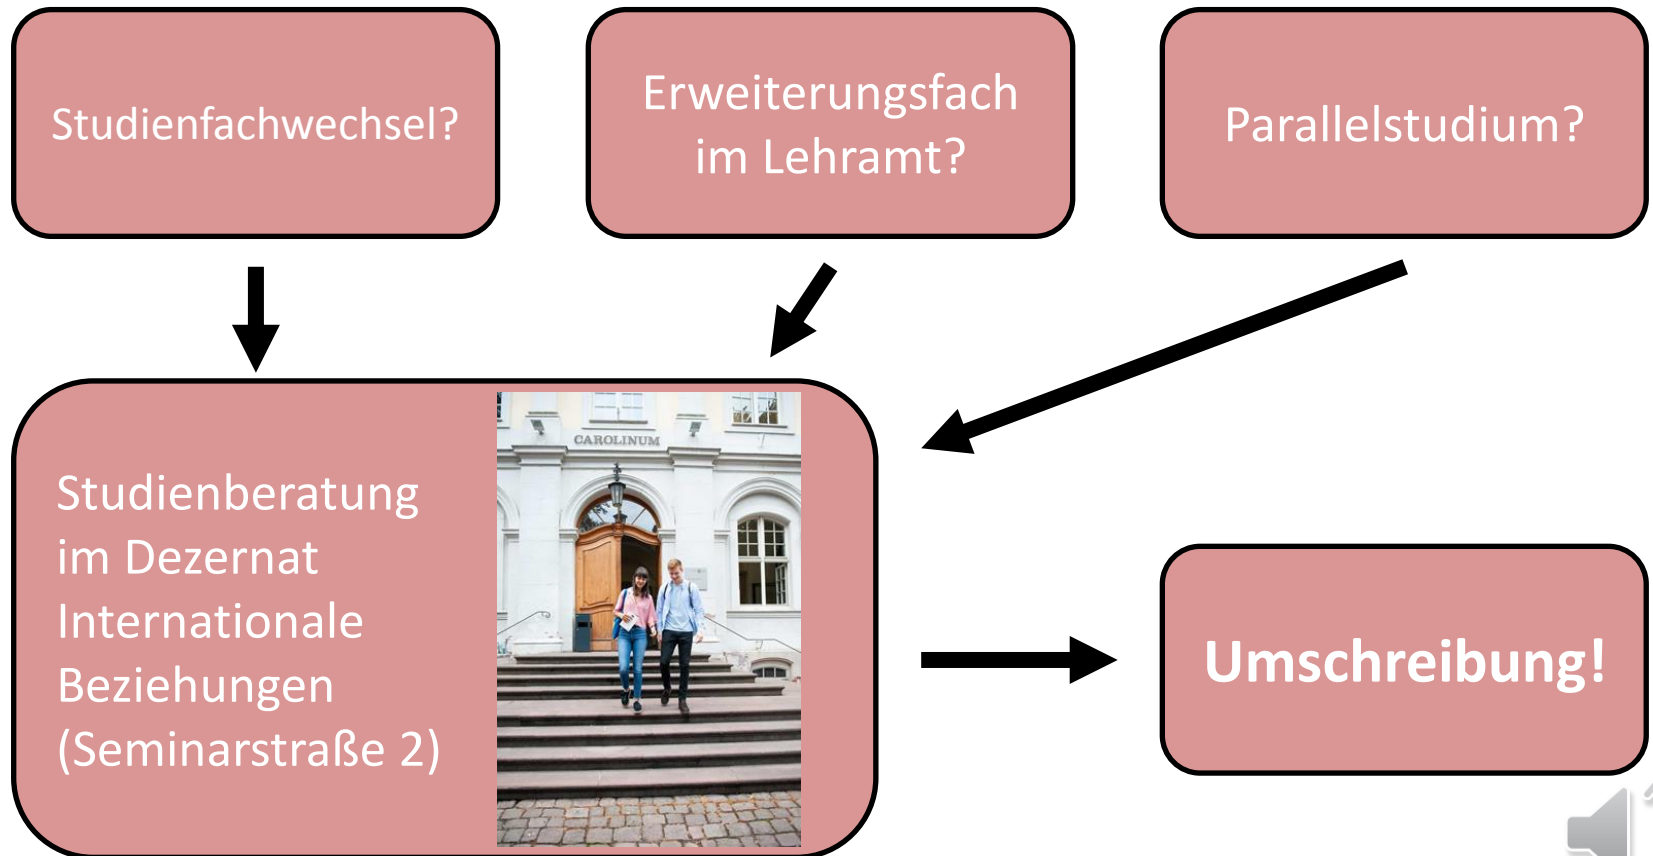 Studienfachwechsel?
Erweiterungsfach
im Lehramt?
Parallelstudium?
Studienberatung
im Dezernat
Internationale
Beziehungen
(Seminarstraße 2)
CAROLINUM
Umschreibung!